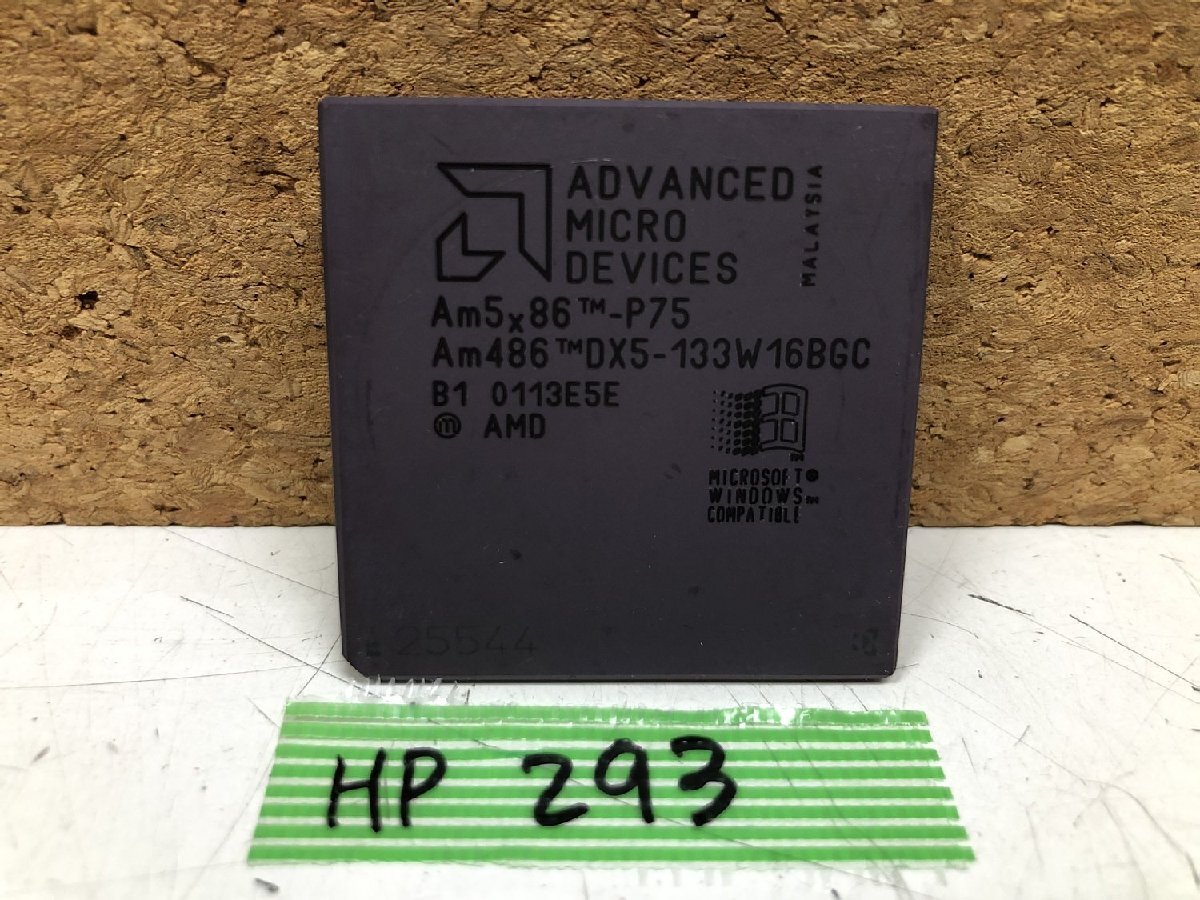 ADVANCED
MICRO
DEVICES
MALAYSIA
Am5x86™-P75
Am486™DX5-133W16BGC
B1 0113E5E
ⓜ AMD
MICROSOFT®
WINDOWS™
COMPATIBLE
25544
HP 293